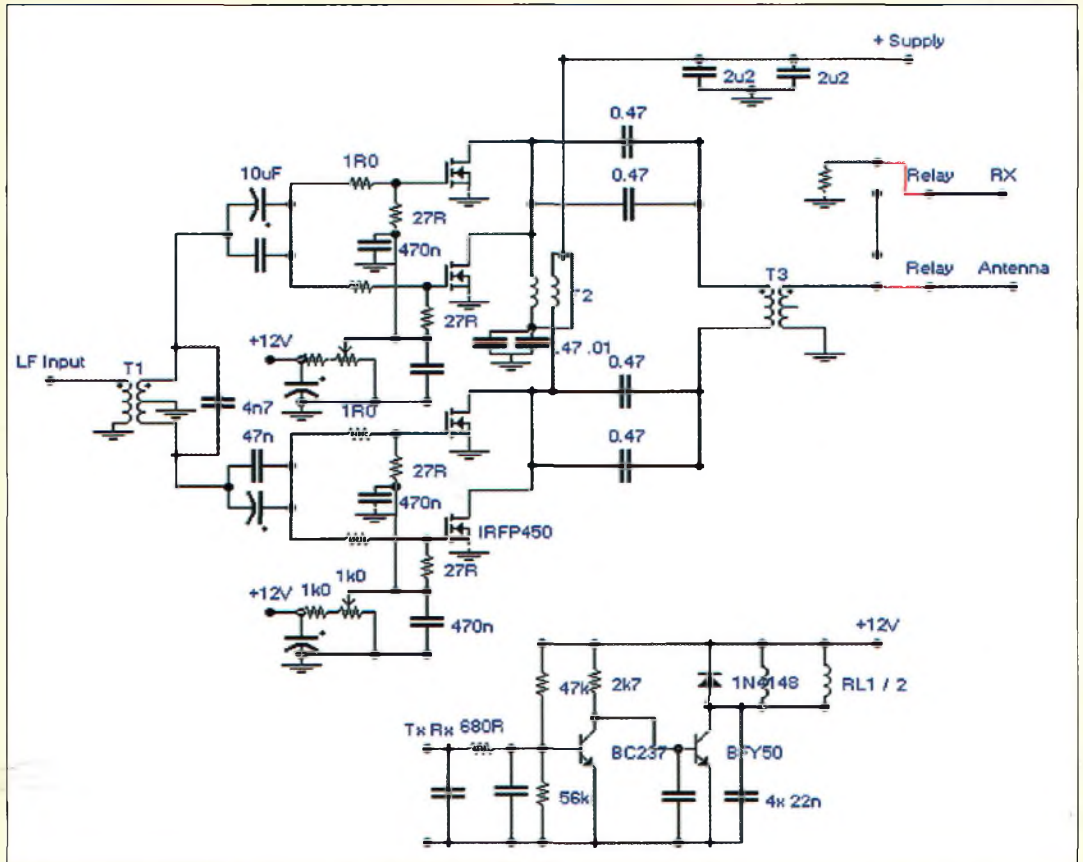 + Supply
2u2
2u2
0.47
0.47
1R0
10uF
27R
470n
Relay
RX
Relay
Antenna
T3
T2
27R
+12V
.47 .01
LF Input
T1
4n7
1R0
0.47
47n
0.47
27R
470n
IRFP450
27R
+12V
1k0
1k0
470n
+12V
47k
2k7
1N4148
RL1 / 2
Tx Rx
680R
BC237
BFY50
56k
4x 22n